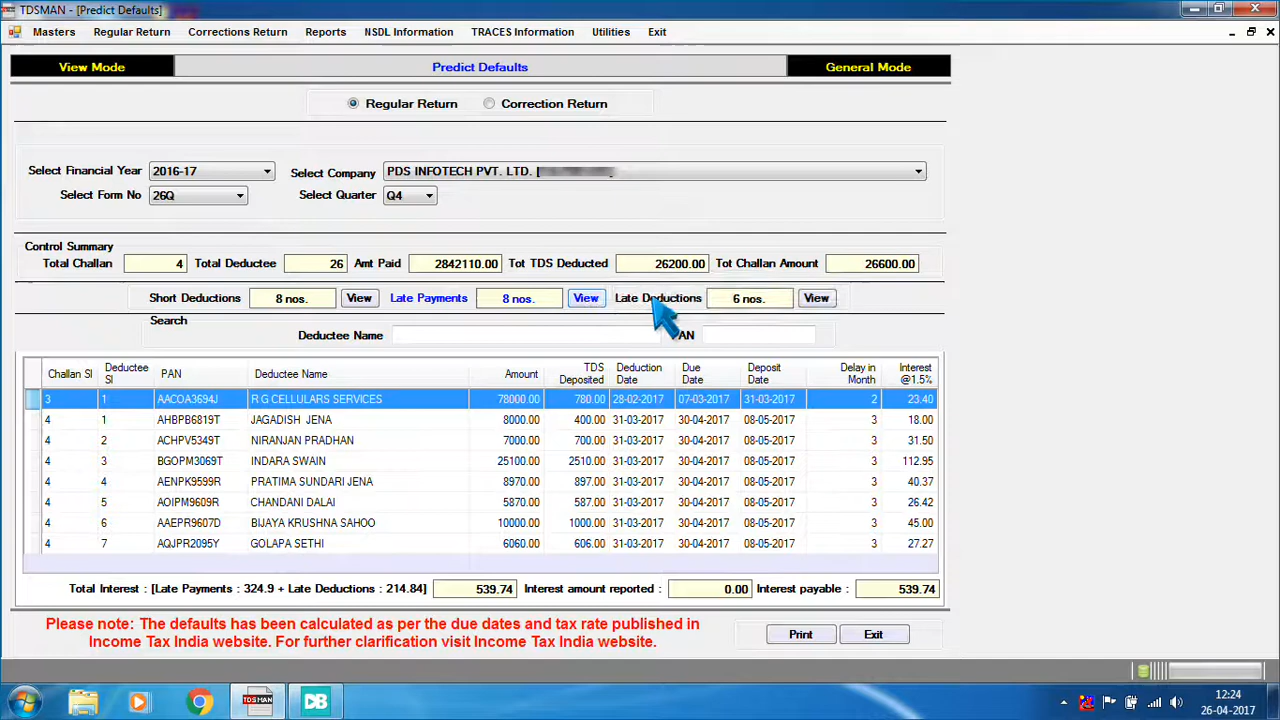 TDSMAN - [Predict Defaults]
Masters Regular Return Corrections Return Reports NSDL Information TRACES Information Utilities Exit
View Mode Predict Defaults General Mode
Regular Return Correction Return
Select Financial Year 2016-17 Select Company PDS INFOTECH PVT. LTD. [
Select Form No 26Q Select Quarter Q4
Control Summary
Total Challan 4 Total Deductee 26 Amt Paid 2842110.00 Tot TDS Deducted 26200.00 Tot Challan Amount 26600.00
Short Deductions 8 nos. View Late Payments 8 nos. View Late Deductions 6 nos. View
Search
Deductee Name PAN
Challan Sl Deductee Sl PAN Deductee Name Amount TDS Deposited Deduction Date Due Date Deposit Date Delay in Month Interest @1.5%
3 1 AACOA3694J R G CELLULARS SERVICES 78000.00 780.00 28-02-2017 07-03-2017 31-03-2017 2 23.40
4 1 AHBPB6819T JAGADISH JENA 8000.00 400.00 31-03-2017 30-04-2017 08-05-2017 3 18.00
4 2 ACHPV5349T NIRANJAN PRADHAN 7000.00 700.00 31-03-2017 30-04-2017 08-05-2017 3 31.50
4 3 BGOPM3069T INDARA SWAIN 25100.00 2510.00 31-03-2017 30-04-2017 08-05-2017 3 112.95
4 4 AENPK9599R PRATIMA SUNDARI JENA 8970.00 897.00 31-03-2017 30-04-2017 08-05-2017 3 40.37
4 5 AOIPM9609R CHANDANI DALAI 5870.00 587.00 31-03-2017 30-04-2017 08-05-2017 3 26.42
4 6 AAEPR9607D BIJAYA KRUSHNA SAHOO 10000.00 1000.00 31-03-2017 30-04-2017 08-05-2017 3 45.00
4 7 AQJPR2095Y GOLAPA SETHI 6060.00 606.00 31-03-2017 30-04-2017 08-05-2017 3 27.27
Total Interest : [Late Payments : 324.9 + Late Deductions : 214.84] 539.74 Interest amount reported : 0.00 Interest payable : 539.74
Please note: The defaults has been calculated as per the due dates and tax rate published in
Income Tax India website. For further clarification visit Income Tax India website.
Print Exit
TDSMAN DB
12:24
26-04-2017